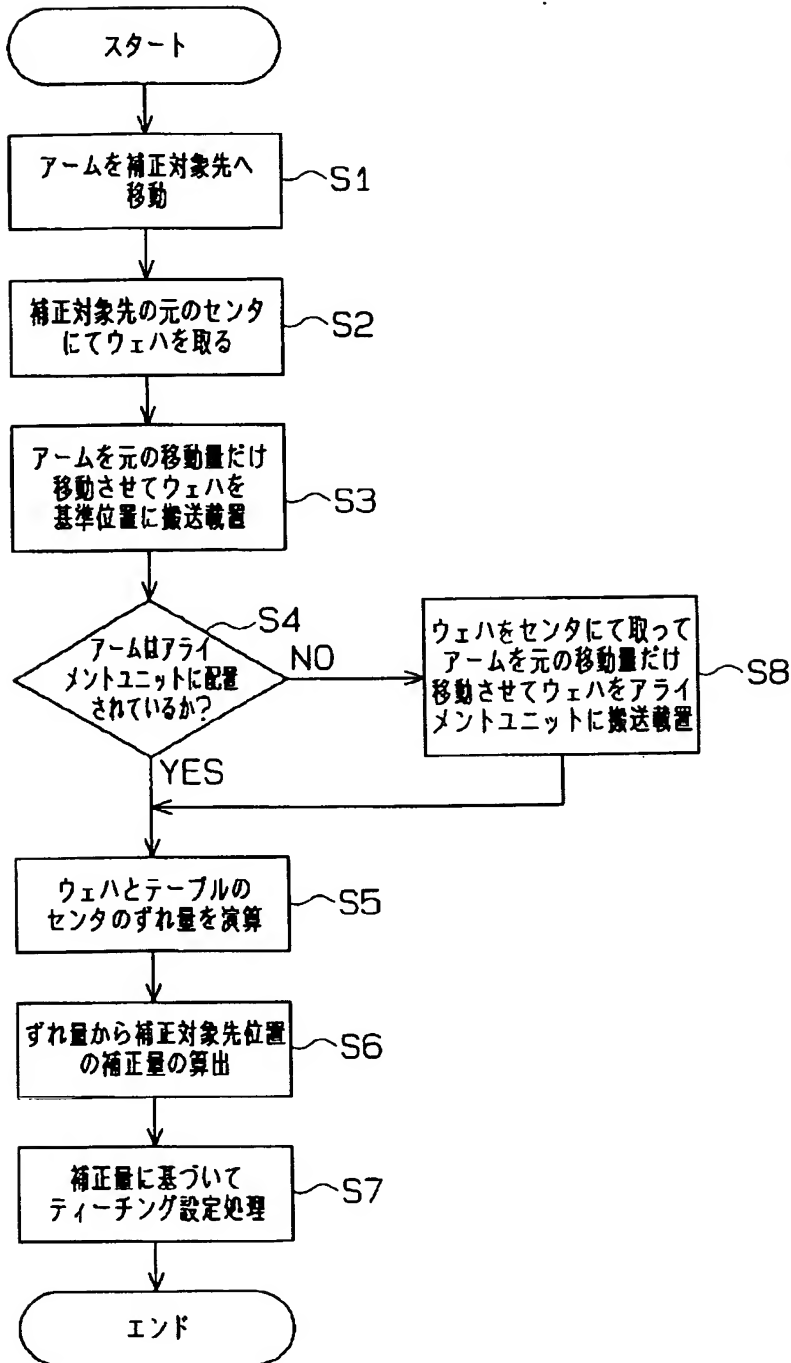 スタート
アームを補正対象先へ
移動
S1
補正対象先の元のセンタ
にてウェハを取る
S2
アームを元の移動量だけ
移動させてウェハを
基準位置に搬送載置
S3
S4
アームはアライ
メントユニットに配置
されているか?
NO
YES
ウェハをセンタにて取って
アームを元の移動量だけ
移動させてウェハをアライ
メントユニットに搬送載置
S8
ウェハとテーブルの
センタのずれ量を演算
S5
ずれ量から補正対象先位置
の補正量の算出
S6
補正量に基づいて
ティーチング設定処理
S7
エンド